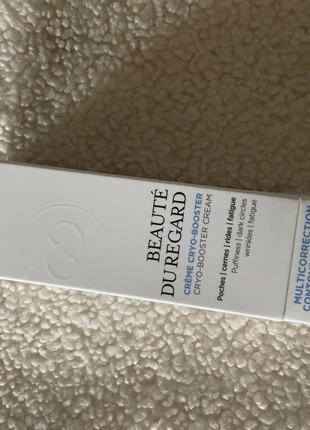 BEAUTÉ
DU REGARD
CRÈME CRYO-BOOSTER
CRYO-BOOSTER CREAM
Poches | cernes | rides | fatigue
Puffiness | dark circles
wrinkles | fatigue
MULTICORRECTION